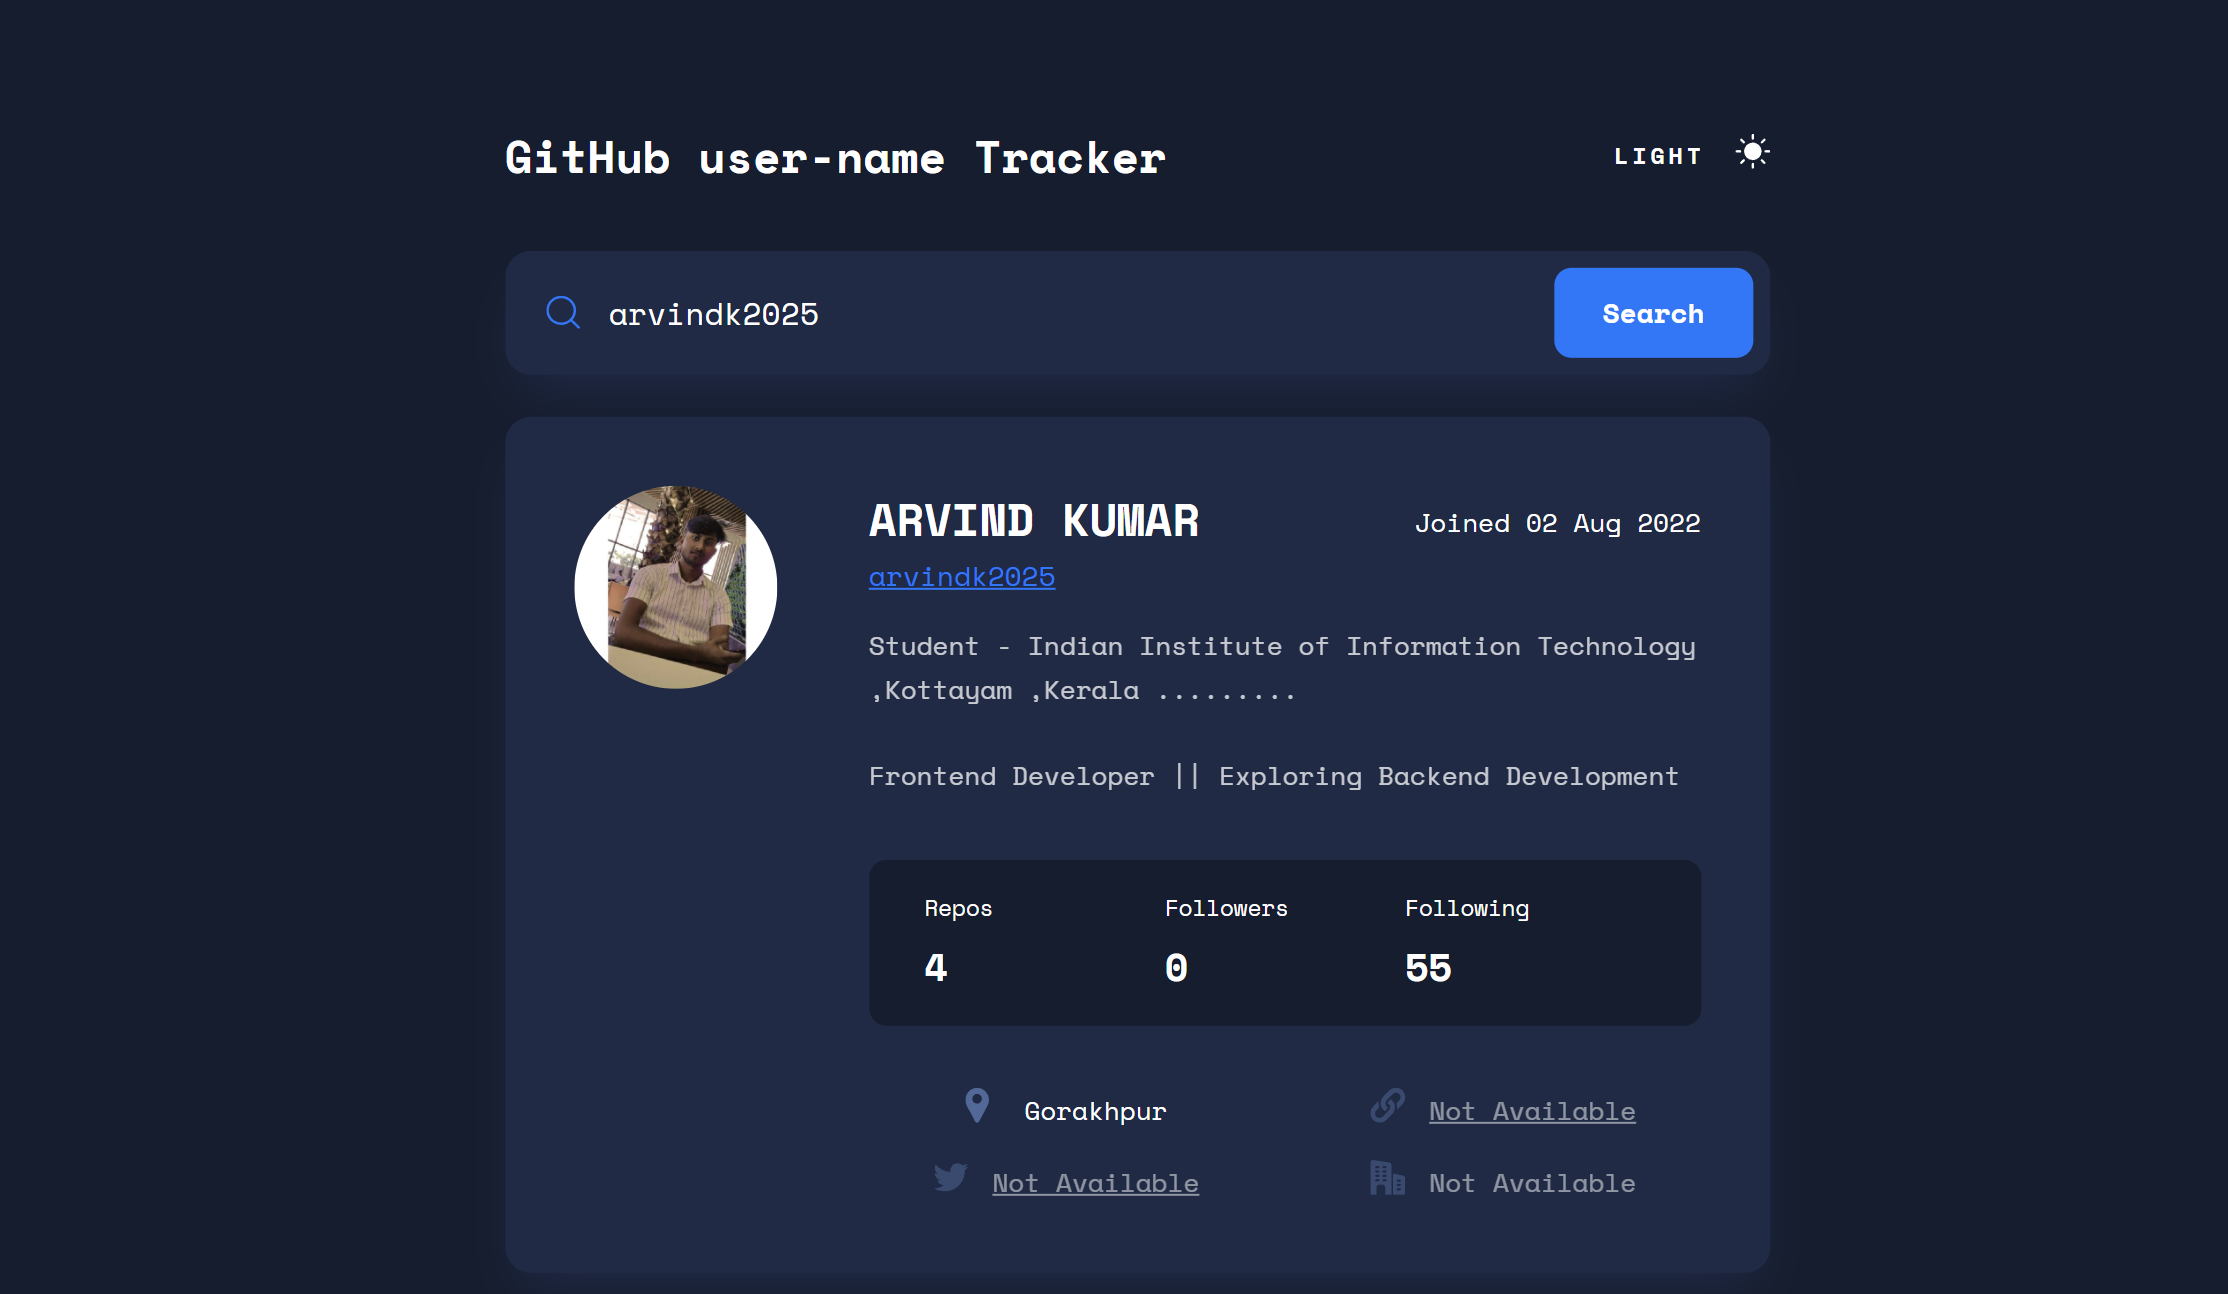 GitHub user-name Tracker
LIGHT
arvindk2025
Search
ARVIND KUMAR
Joined 02 Aug 2022
arvindk2025
Student - Indian Institute of Information Technology
,Kottayam ,Kerala .........
Frontend Developer || Exploring Backend Development
Repos Followers Following
4 0 55
Gorakhpur
Not Available
Not Available
Not Available